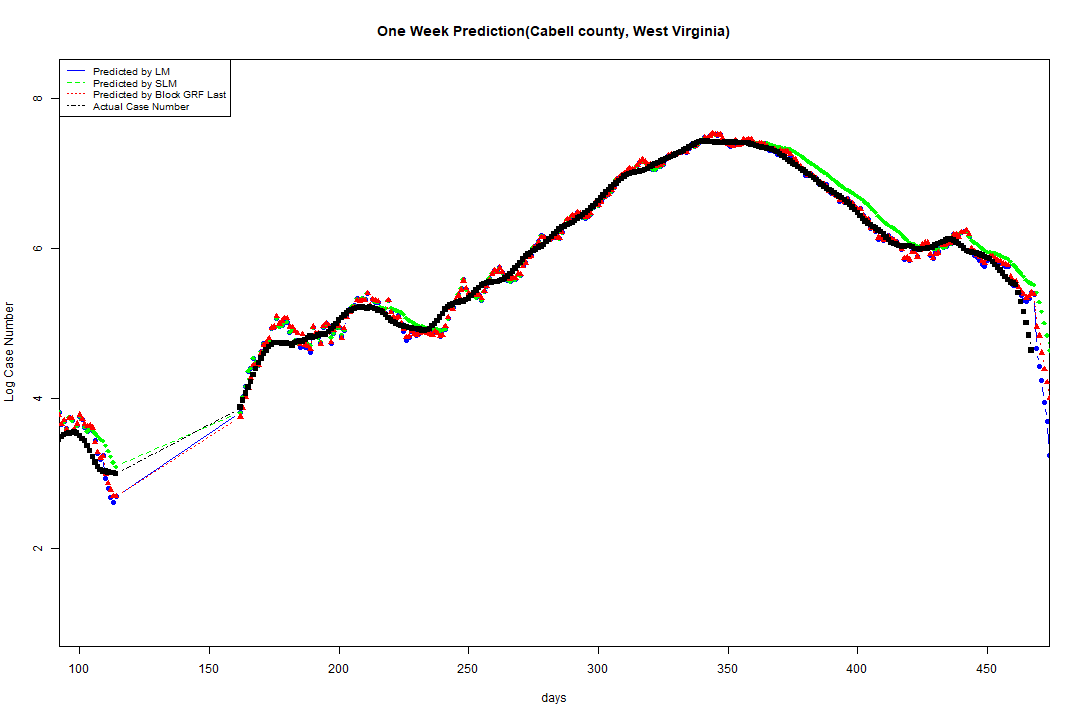 One Week Prediction(Cabell county, West Virginia)
Predicted by LM
Predicted by SLM
Predicted by Block GRF Last
Actual Case Number
8
6
4
2
Log Case Number
100 150 200 250 300 350 400 450
days